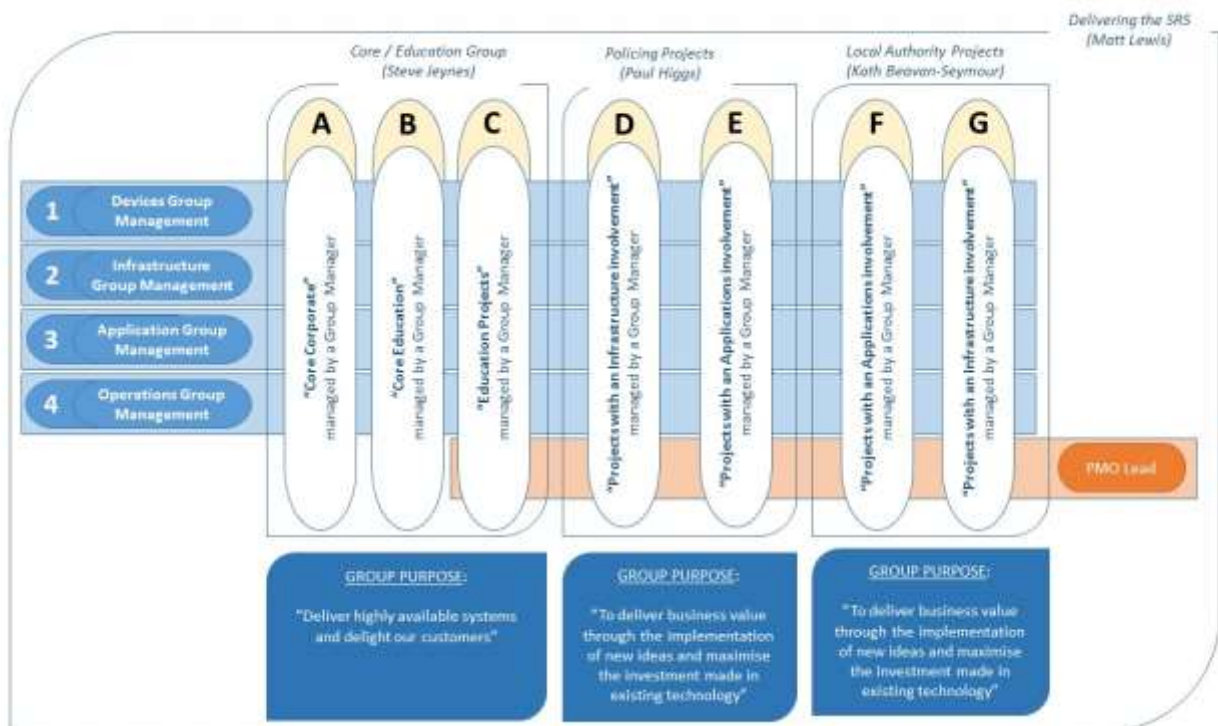 Delivering the SRS
(Matt Lewis)
Core / Education Group
(Steve Jeynes)
Policing Projects
(Paul Higgs)
Local Authority Projects
(Kath Beavan-Seymour)
A
B
C
D
E
F
G
1
Devices Group
Management
2
Infrastructure
Group Management
3
Application Group
Management
4
Operations Group
Management
"Core Corporate"
managed by a Group Manager
"Core Education"
managed by a Group Manager
"Education Projects"
managed by a Group Manager
"Projects with an Infrastructure involvement"
managed by a Group Manager
"Projects with an Applications involvement"
managed by a Group Manager
"Projects with an Applications involvement"
managed by a Group Manager
"Projects with an Infrastructure involvement"
managed by a Group Manager
PMO Lead
GROUP PURPOSE:
"Deliver highly available systems
and delight our customers"
GROUP PURPOSE:
"To deliver business value
through the implementation
of new ideas and maximise
the investment made in
existing technology"
GROUP PURPOSE:
"To deliver business value
through the implementation
of new ideas and maximise
the investment made in
existing technology"